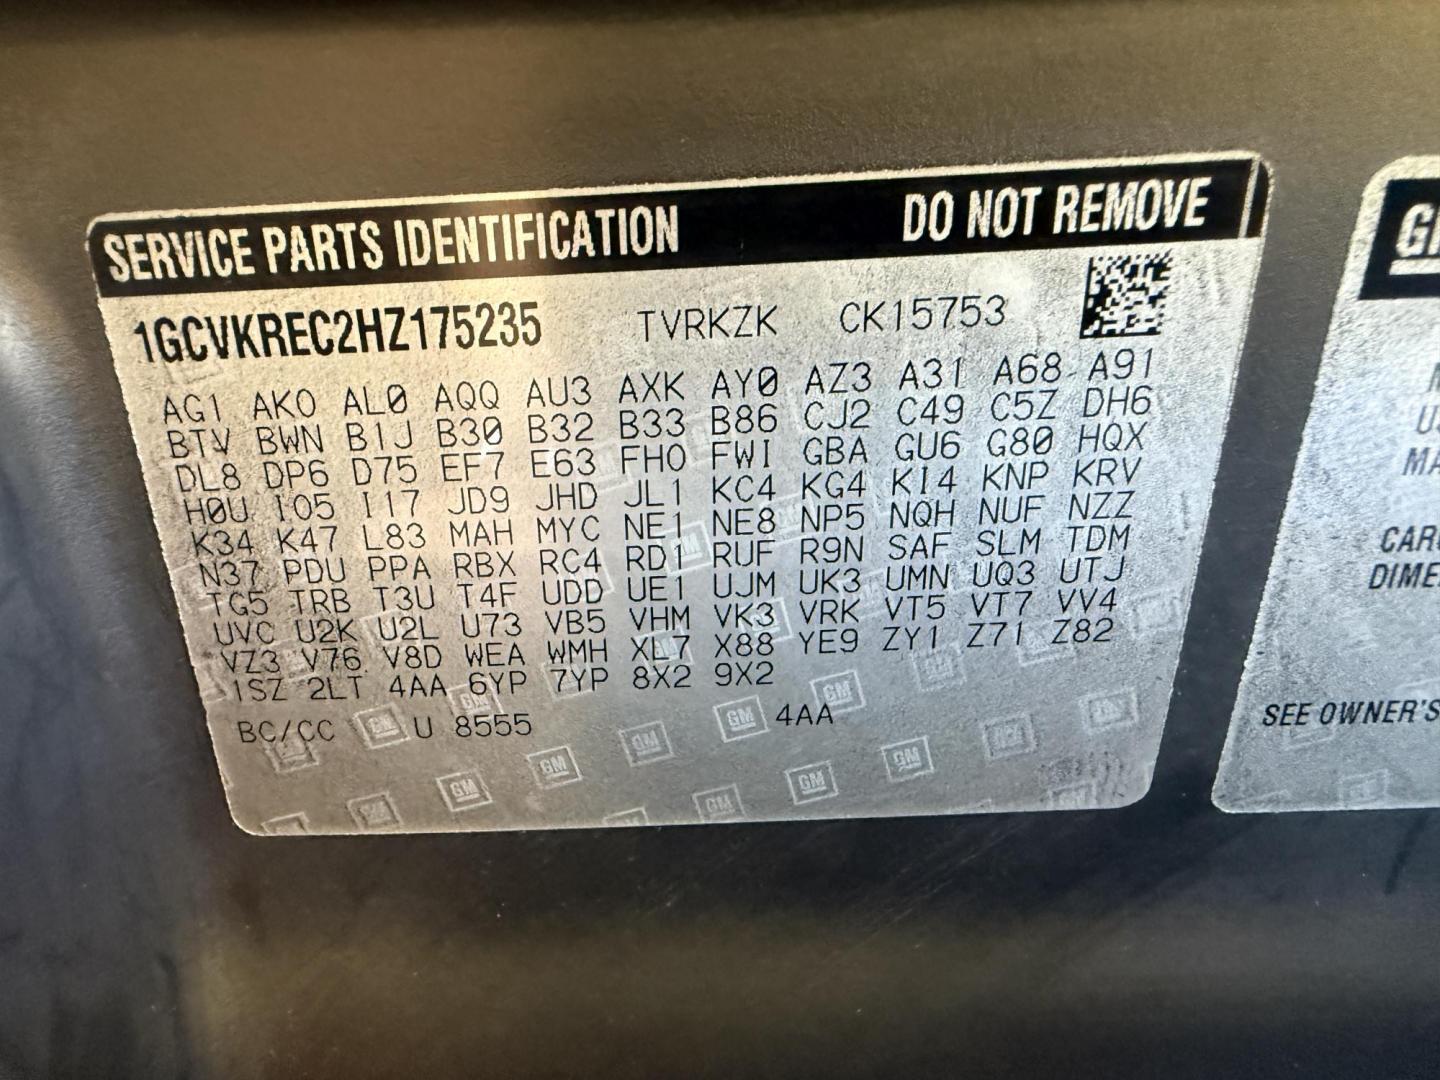 SERVICE PARTS IDENTIFICATION DO NOT REMOVE
1GCVKREC2HZ175235 TVRKZK CK15753
AG1 AKO AL0 AQQ AU3 AXK AY0 AZ3 A31 A68 A91
BTV BWN B1J B30 B32 B33 B86 CJ2 C49 C5Z DH6
DL8 DP6 D75 EF7 E63 FHO FWI GBA GU6 G80 HQX
H0U IO5 I17 JD9 JHD JL1 KC4 KG4 KI4 KNP KRV
K34 K47 L83 MAH MYC NE1 NE8 NP5 NQH NUF NZZ
N37 PDU PPA RBX RC4 RD1 RUF R9N SAF SLM TDM
TG5 TRB T3U T4F UDD UE1 UJM UK3 UMN UQ3 UTJ
UVC U2K U2L U73 VB5 VHM VK3 VRK VT5 VT7 VV4
VZ3 V76 V8D WEA WMH XL7 X88 YE9 ZY1 Z71 Z82
1SZ 2LT 4AA 6YP 7YP 8X2 9X2
BC/CC U 8555 4AA
SEE OWNER'S